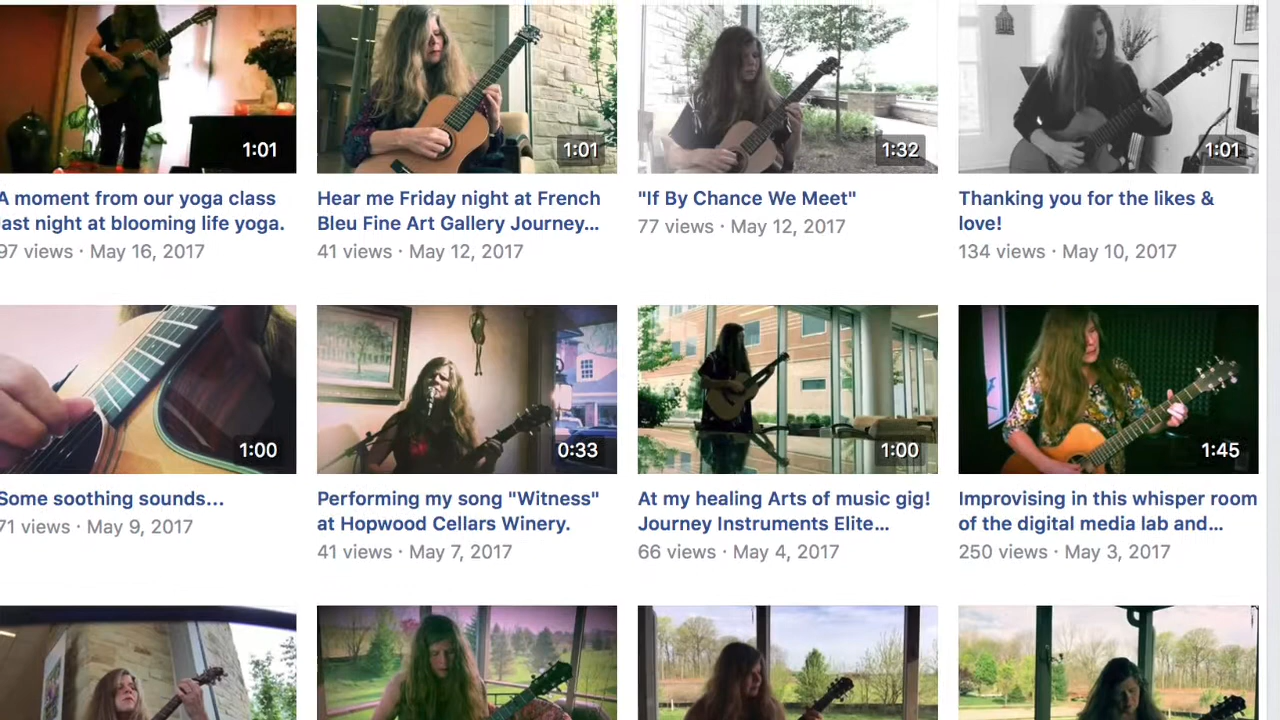 1:01
1:01
1:32
1:01
A moment from our yoga class
last night at blooming life yoga.
97 views · May 16, 2017
Hear me Friday night at French
Bleu Fine Art Gallery Journey...
41 views · May 12, 2017
"If By Chance We Meet"
77 views · May 12, 2017
Thanking you for the likes &
love!
134 views · May 10, 2017
1:00
0:33
1:00
1:45
Some soothing sounds...
71 views · May 9, 2017
Performing my song "Witness"
at Hopwood Cellars Winery.
41 views · May 7, 2017
At my healing Arts of music gig!
Journey Instruments Elite...
66 views · May 4, 2017
Improvising in this whisper room
of the digital media lab and...
250 views · May 3, 2017